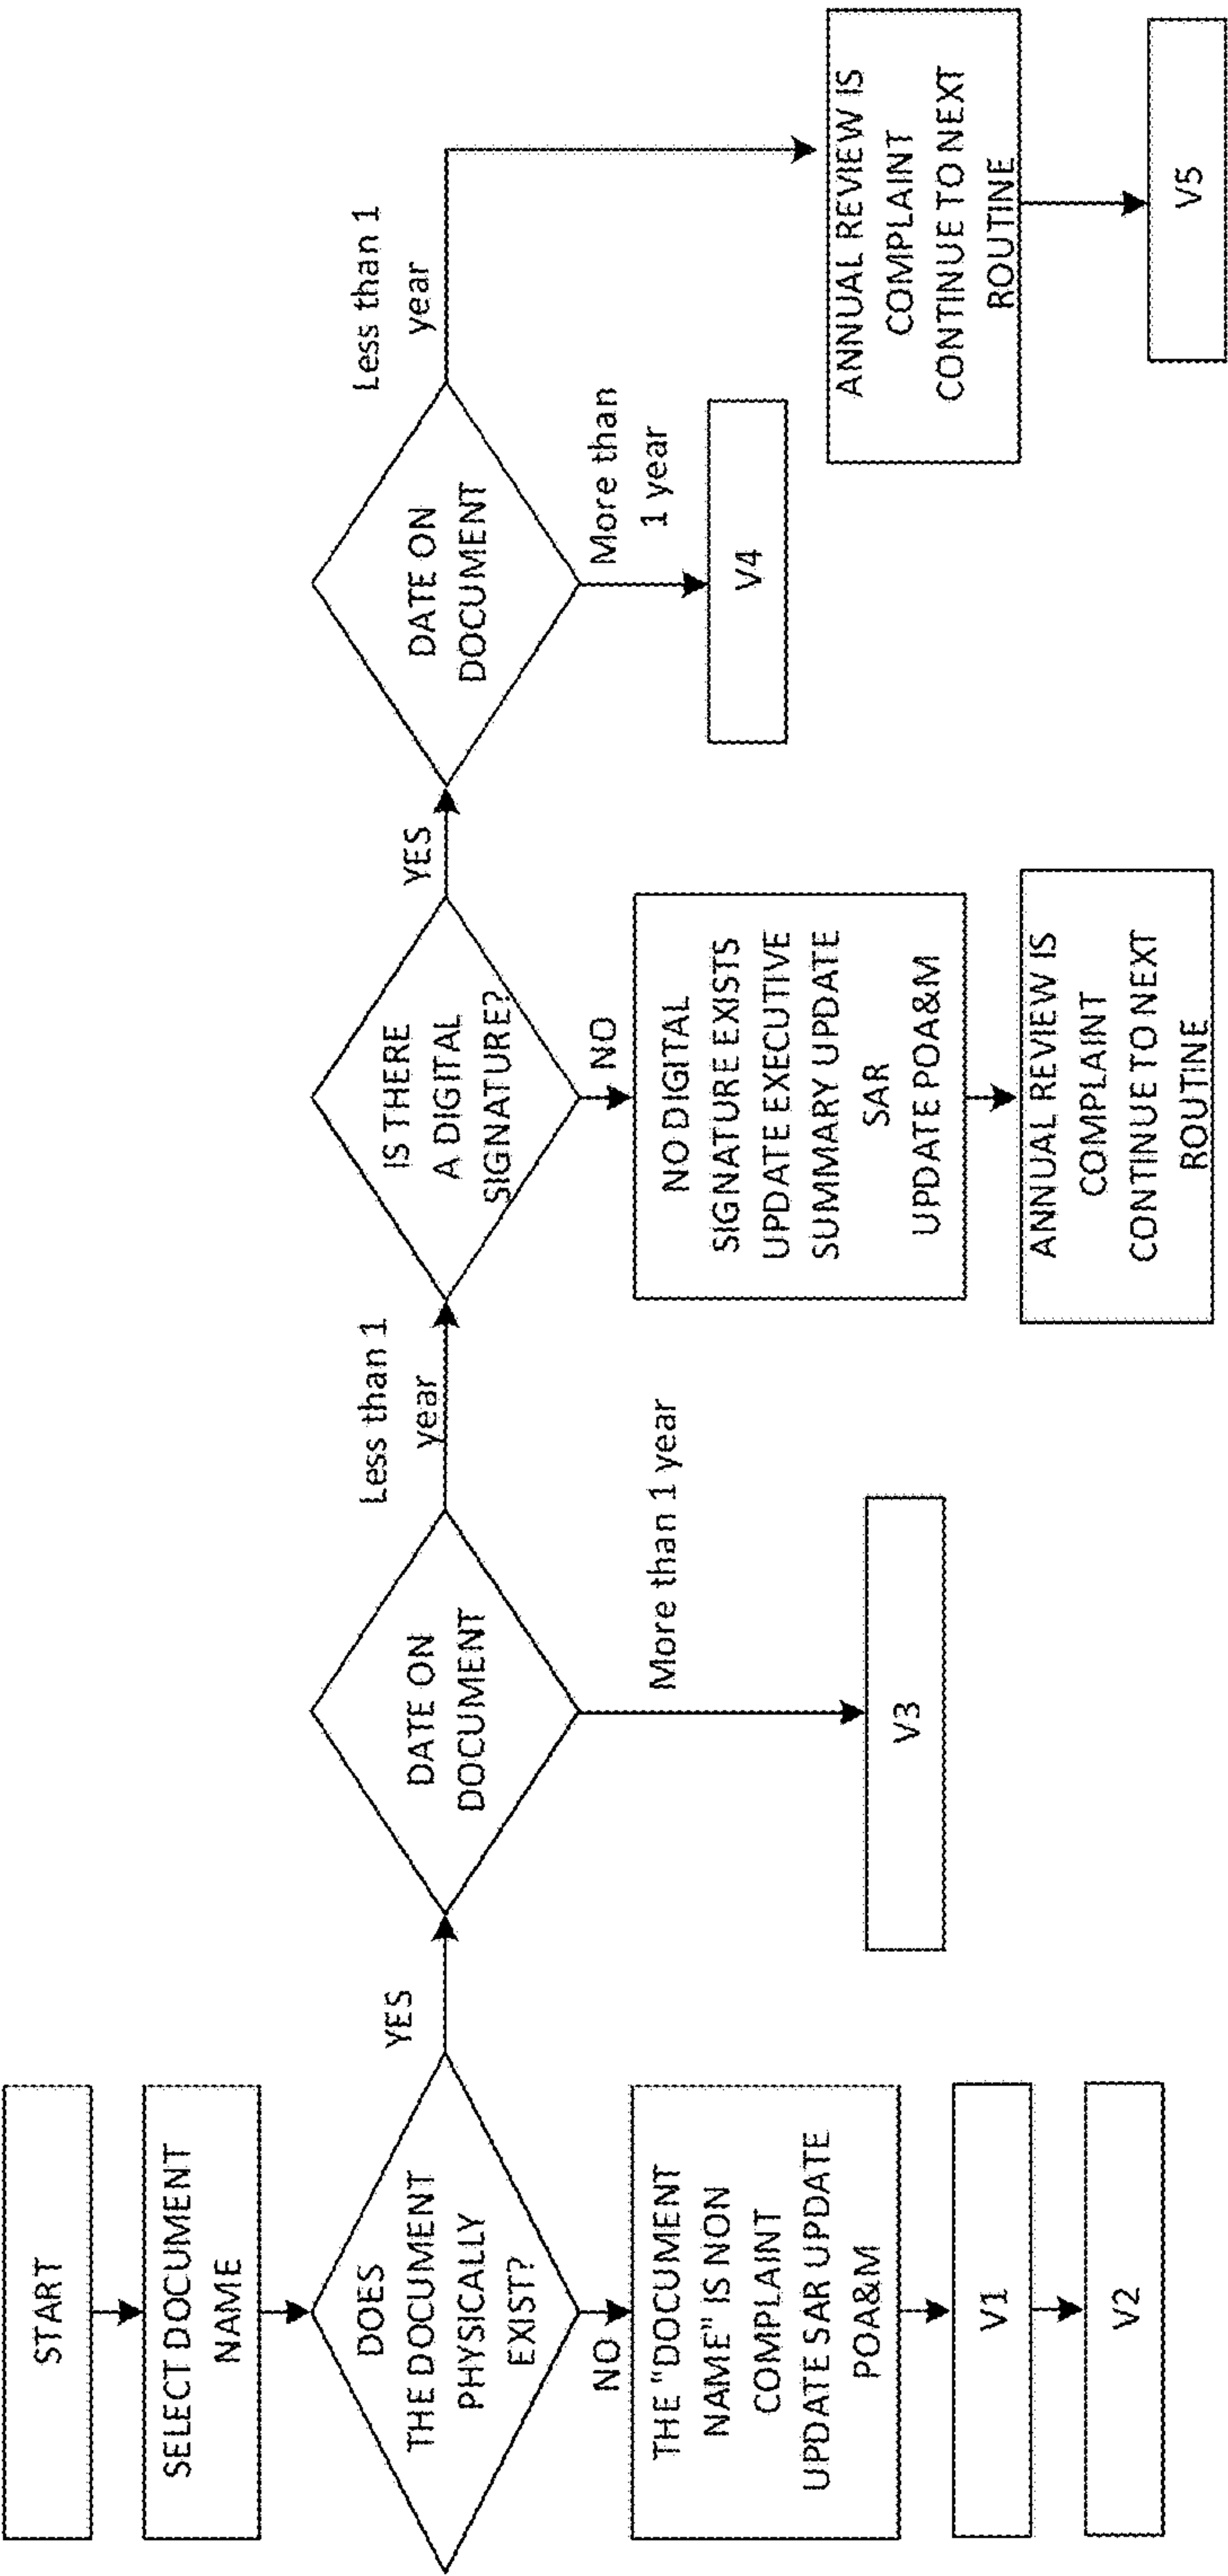 START
SELECT DOCUMENT
NAME
DOES
THE DOCUMENT
PHYSICALLY
EXIST?
NO
THE "DOCUMENT
NAME" IS NON
COMPLAINT
UPDATE SAR UPDATE
POA&M
V1
V2
YES
DATE ON
DOCUMENT
More than 1 year
V3
Less than 1
year
IS THERE
A DIGITAL
SIGNATURE?
NO
NO DIGITAL
SIGNATURE EXISTS
UPDATE EXECUTIVE
SUMMARY UPDATE
SAR
UPDATE POA&M
ANNUAL REVIEW IS
COMPLAINT
CONTINUE TO NEXT
ROUTINE
YES
DATE ON
DOCUMENT
More than
1 year
V4
Less than 1
year
ANNUAL REVIEW IS
COMPLAINT
CONTINUE TO NEXT
ROUTINE
V5